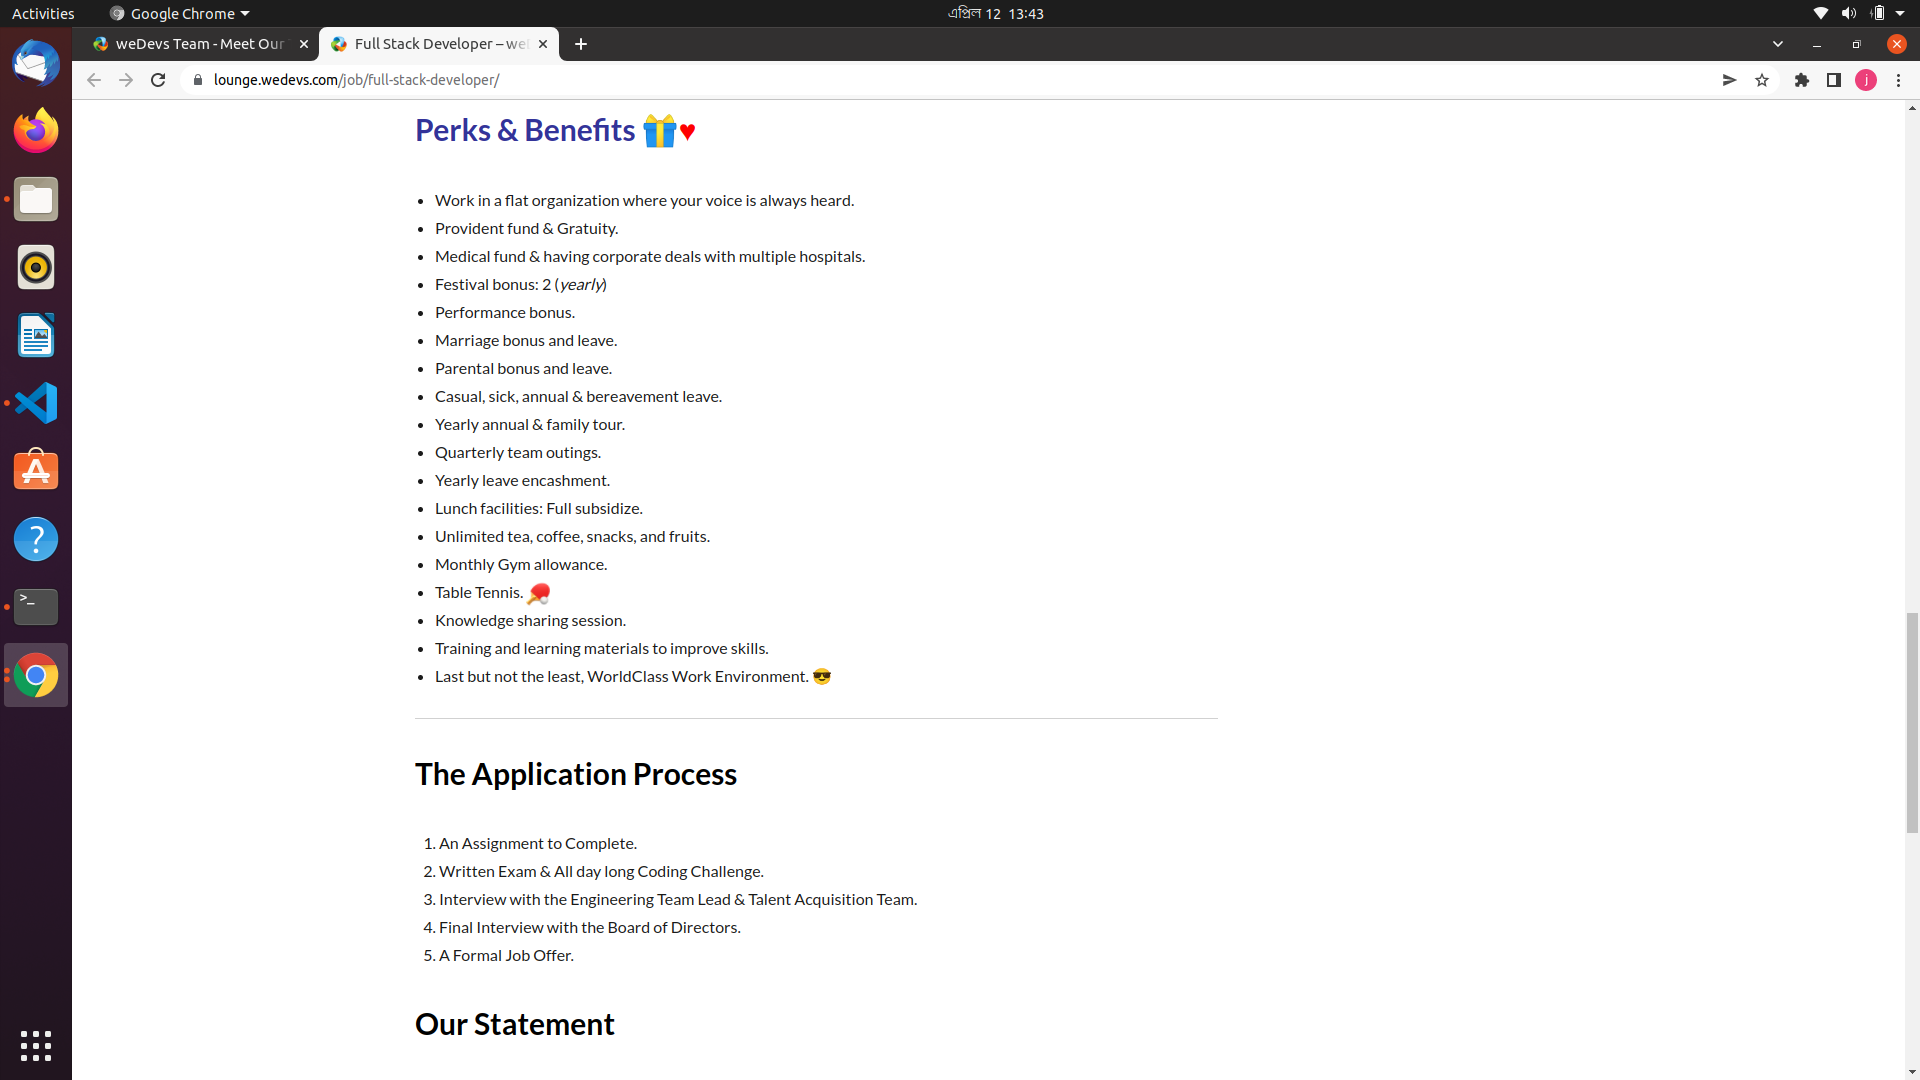 Activities
Google Chrome
এপ্রিল 12 13:43
weDevs Team - Meet Our
Full Stack Developer – we
lounge.wedevs.com/job/full-stack-developer/
j
Perks & Benefits 🎁♥
• Work in a flat organization where your voice is always heard.
• Provident fund & Gratuity.
• Medical fund & having corporate deals with multiple hospitals.
• Festival bonus: 2 (yearly)
• Performance bonus.
• Marriage bonus and leave.
• Parental bonus and leave.
• Casual, sick, annual & bereavement leave.
• Yearly annual & family tour.
• Quarterly team outings.
• Yearly leave encashment.
• Lunch facilities: Full subsidize.
• Unlimited tea, coffee, snacks, and fruits.
• Monthly Gym allowance.
• Table Tennis. 🏓
• Knowledge sharing session.
• Training and learning materials to improve skills.
• Last but not the least, WorldClass Work Environment. 😎
The Application Process
1. An Assignment to Complete.
2. Written Exam & All day long Coding Challenge.
3. Interview with the Engineering Team Lead & Talent Acquisition Team.
4. Final Interview with the Board of Directors.
5. A Formal Job Offer.
Our Statement